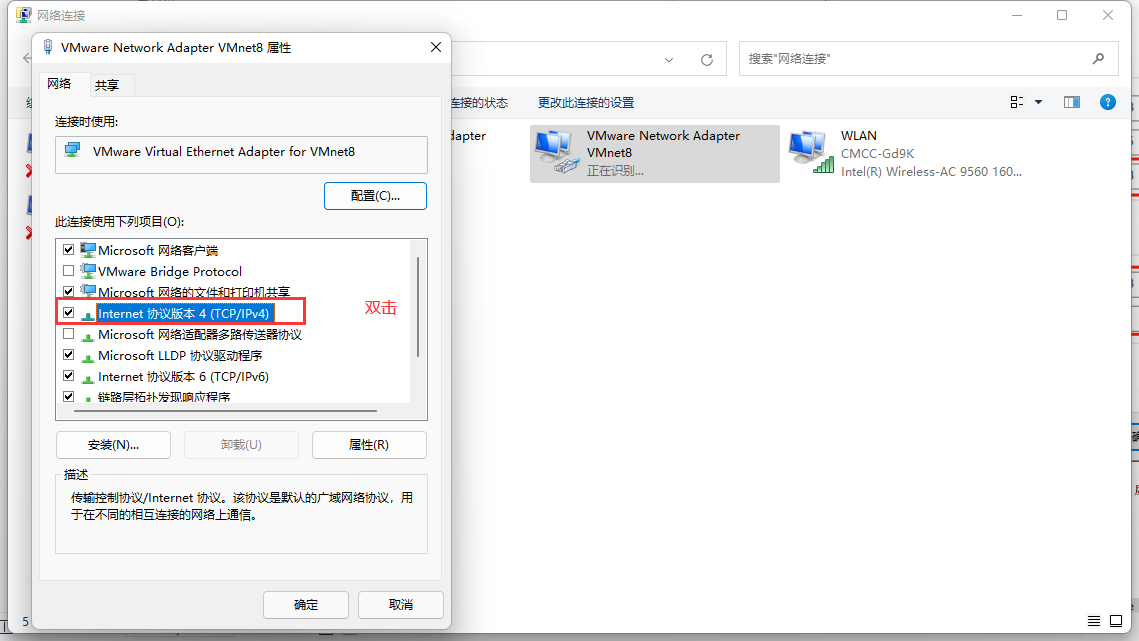 网络连接
VMware Network Adapter VMnet8 属性
搜索"网络连接"
网络
共享
连接的状态
更改此连接的设置
连接时使用:
VMware Virtual Ethernet Adapter for VMnet8
配置(C)...
此连接使用下列项目(O):
Microsoft 网络客户端
VMware Bridge Protocol
Microsoft 网络的文件和打印机共享
Internet 协议版本 4 (TCP/IPv4)
双击
Microsoft 网络适配器多路传送器协议
Microsoft LLDP 协议驱动程序
Internet 协议版本 6 (TCP/IPv6)
链路层拓扑发现响应程序
安装(N)...
卸载(U)
属性(R)
描述
传输控制协议/Internet 协议。该协议是默认的广域网络协议，用
于在不同的相互连接的网络上通信。
确定
取消
dapter
VMware Network Adapter
VMnet8
正在识别...
WLAN
CMCC-Gd9K
Intel(R) Wireless-AC 9560 160...
5